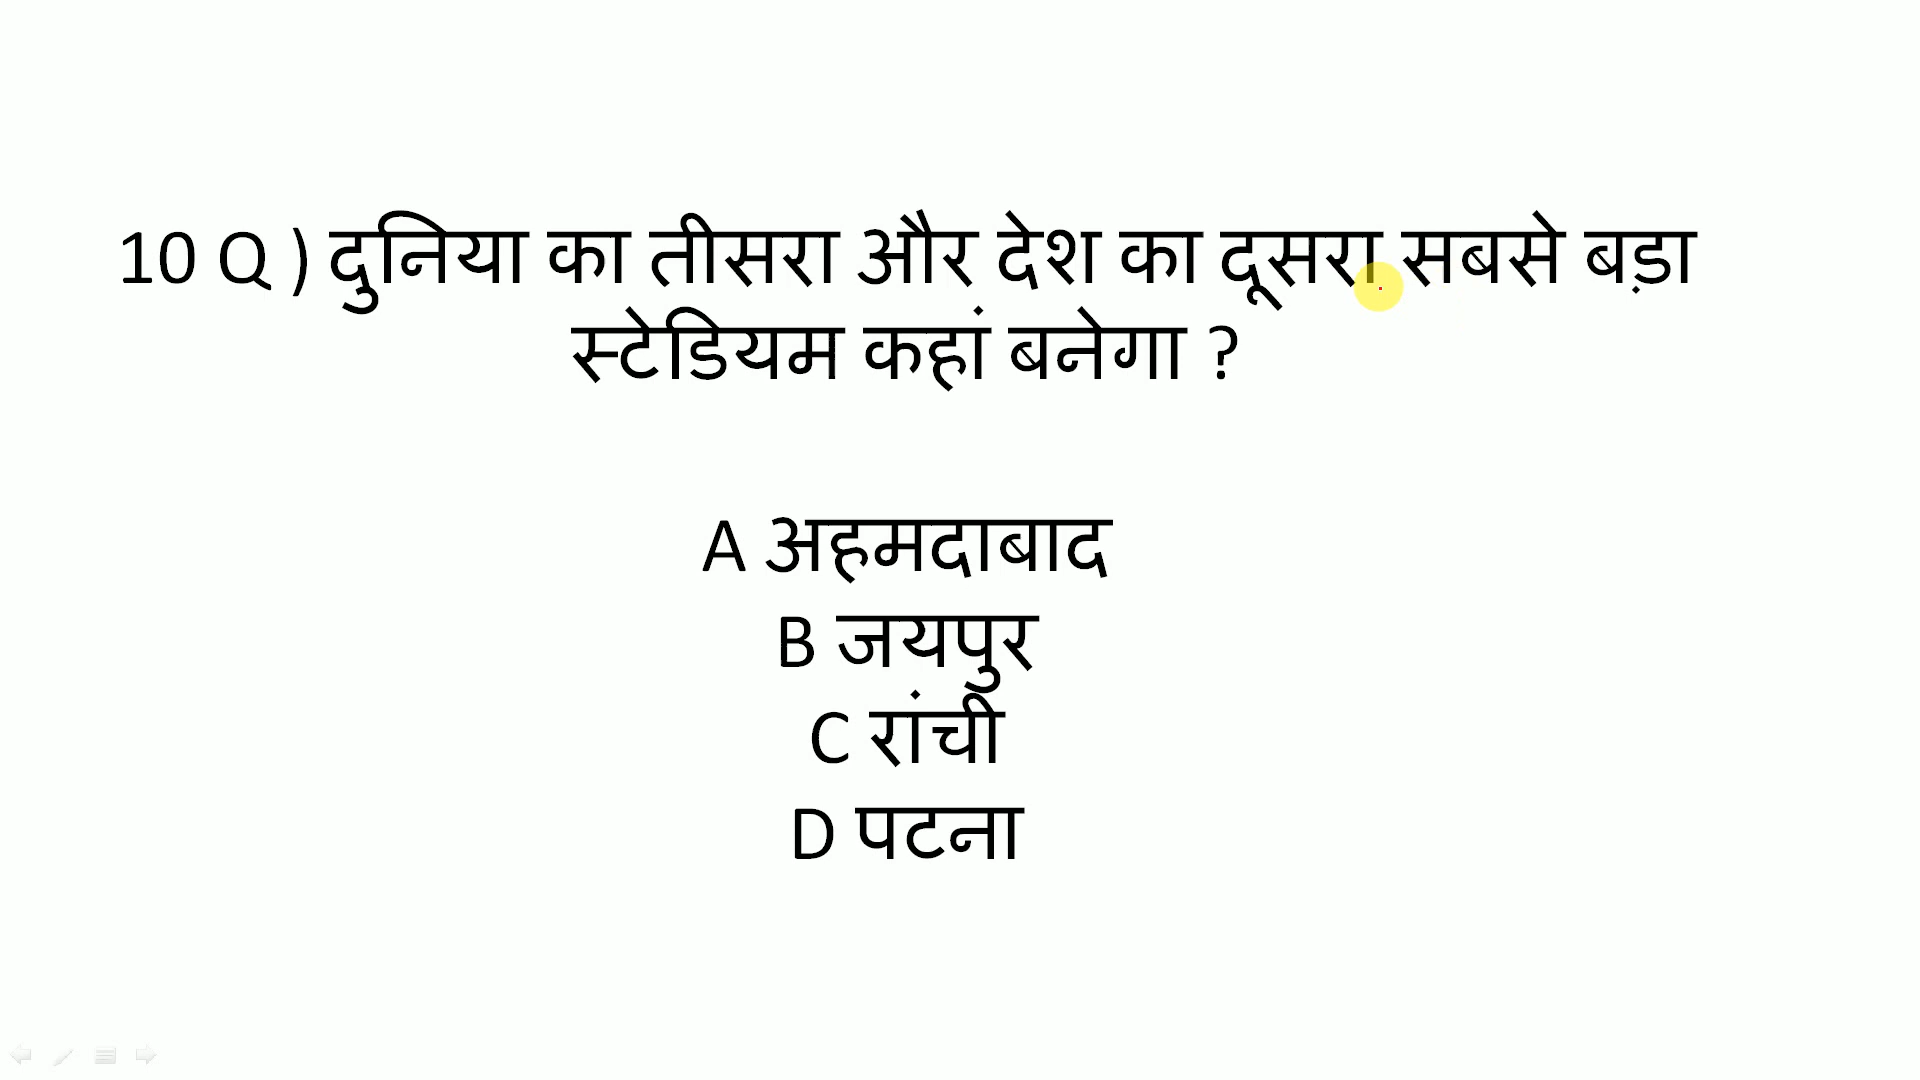 10 Q ) दुनिया का तीसरा और देश का दूसरा सबसे बड़ा
स्टेडियम कहां बनेगा ?
A अहमदाबाद
B जयपुर
C रांची
D पटना